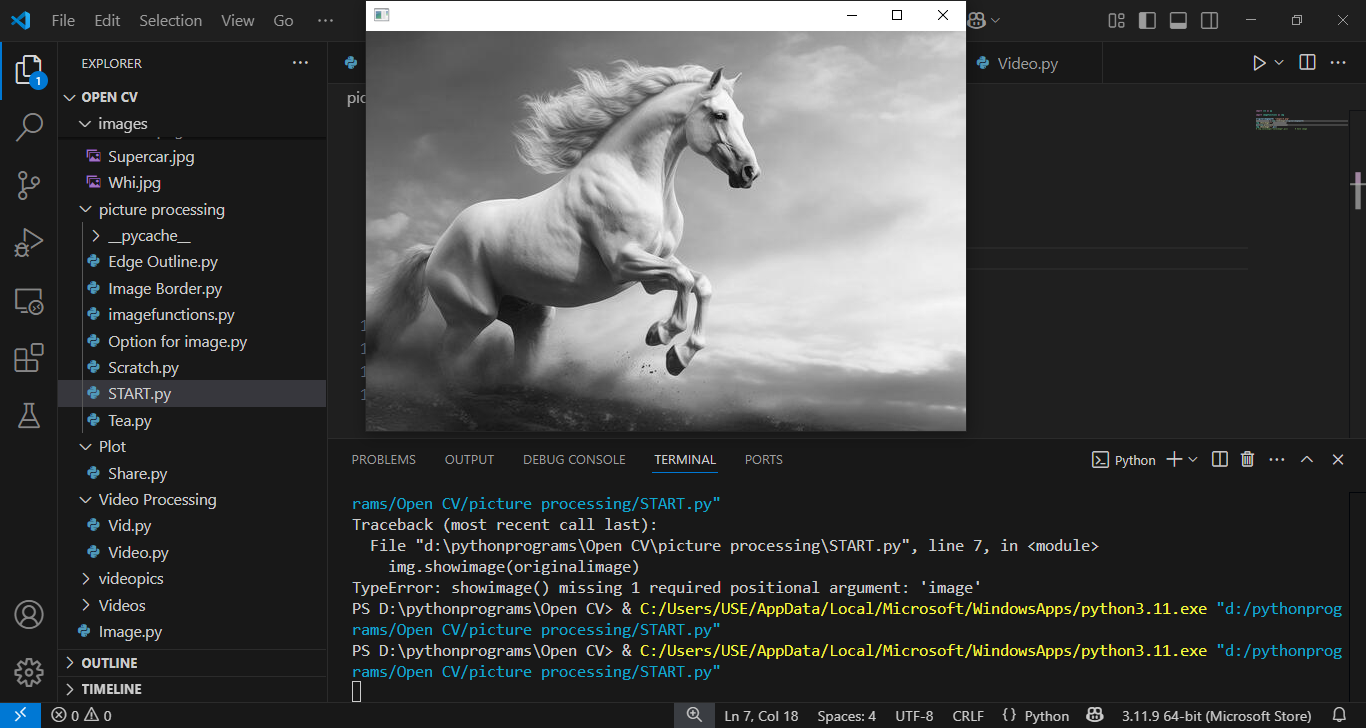 File Edit Selection View Go ···
EXPLORER ···
OPEN CV
images
Supercar.jpg
Whi.jpg
picture processing
__pycache__
Edge Outline.py
Image Border.py
imagefunctions.py
Option for image.py
Scratch.py
START.py
Tea.py
Plot
Share.py
Video Processing
Vid.py
Video.py
videopics
Videos
Image.py
OUTLINE
TIMELINE
1
Video.py
PROBLEMS OUTPUT DEBUG CONSOLE TERMINAL PORTS
Python
rams/Open CV/picture processing/START.py"
Traceback (most recent call last):
File "d:\pythonprograms\Open CV\picture processing\START.py", line 7, in <module>
img.showimage(originalimage)
TypeError: showimage() missing 1 required positional argument: 'image'
PS D:\pythonprograms\Open CV> & C:/Users/USE/AppData/Local/Microsoft/WindowsApps/python3.11.exe "d:/pythonprog
rams/Open CV/picture processing/START.py"
PS D:\pythonprograms\Open CV> & C:/Users/USE/AppData/Local/Microsoft/WindowsApps/python3.11.exe "d:/pythonprog
rams/Open CV/picture processing/START.py"
0 0 Ln 7, Col 18 Spaces: 4 UTF-8 CRLF {} Python 3.11.9 64-bit (Microsoft Store)